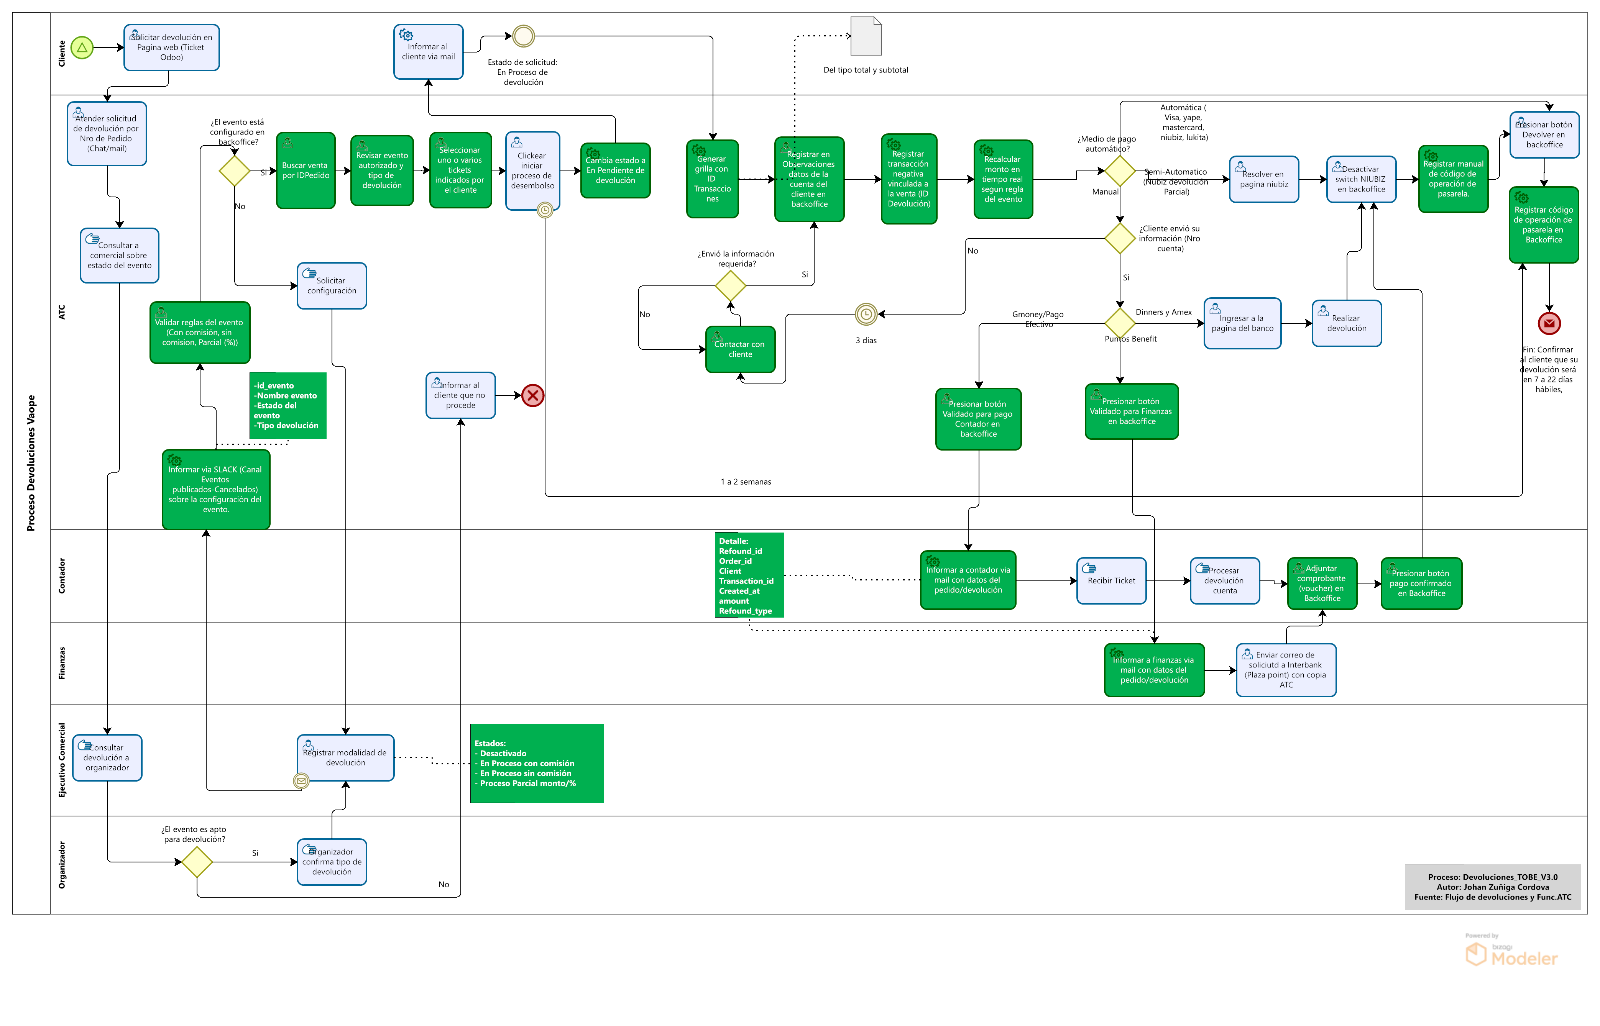 Proceso Devoluciones Vaope
Cliente
Solicitar devolución en
Pagina web (Ticket
Odoo)
Informar al
cliente via mail
Estado de solicitud:
En Proceso de
devolución
Del tipo total y subtotal
ATC
Atender solicitud
de devolución por
Nro de Pedido
(Chat/mail)
¿El evento está
configurado en
backoffice?
Si
No
Buscar venta
por IDPedido
Revisar evento
autorizado y
tipo de
devolución
Seleccionar
uno o varios
tickets
indicados por
el cliente
Clickear
iniciar
proceso de
desembolso
Cambia estado a
En Pendiente de
devolución
Generar
grilla con
ID
Transaccio
nes
Registrar en
Observaciones
datos de la
cuenta del
cliente en
backoffice
Registrar
transacción
negativa
vinculada a
la venta (ID
Devolución)
Recalcular
monto en
tiempo real
segun regla
del evento
¿Medio de pago
automático?
Automática (
Visa, yape,
mastercard,
niubiz, lukita)
Semi-Automatico
(Niubiz devolución
Parcial)
Manual
Resolver en
pagina niubiz
Desactivar
switch NIUBIZ
en backoffice
Registrar manual
de código de
operación de
pasarela.
Presionar botón
Devolver en
backoffice
Registrar código
de operación de
pasarela en
Backoffice
Consultar a
comercial sobre
estado del evento
Solicitar
configuración
¿Envió la información
requerida?
Si
No
Contactar con
cliente
3 dias
¿Cliente envió su
información (Nro
cuenta)
No
Si
Gmoney/Pago
Efectivo
Dinners y Amex
Puntos Benefit
Ingresar a la
pagina del banco
Realizar
devolución
Fin: Confirmar
al cliente que su
devolución será
en 7 a 22 días
hábiles,
Validar reglas del evento
(Con comisión, sin
comision, Parcial (%))
-id_evento
-Nombre evento
-Estado del
evento
-Tipo devolución
Informar al
cliente que no
procede
Presionar botón
Validado para pago
Contador en
backoffice
Presionar botón
Validado para Finanzas
en backoffice
Informar via SLACK (Canal
Eventos
publicados-Cancelados)
sobre la configuración del
evento.
1 a 2 semanas
Contador
Detalle:
Refound_id
Order_id
Client
Transaction_id
Created_at
amount
Refound_type
Informar a contador via
mail con datos del
pedido/devolución
Recibir Ticket
Procesar
devolución
cuenta
Adjuntar
comprobante
(voucher) en
Backoffice
Presionar botón
pago confirmado
en Backoffice
Finanzas
Informar a finanzas via
mail con datos del
pedido/devolución
Enviar correo de
soliciutd a Interbank
(Plaza point) con copia
ATC
Ejecutivo Comercial
Consultar
devolución a
organizador
Registrar modalidad de
devolución
Estados:
- Desactivado
- En Proceso con comisión
- En Proceso sin comisión
- Proceso Parcial monto/%
Organizador
¿El evento es apto
para devolución?
Si
No
Organizador
confirma tipo de
devolución
Proceso: Devoluciones_TOBE_V3.0
Autor: Johan Zuñiga Cordova
Fuente: Flujo de devoluciones y Func.ATC
Powered by
bizagi
Modeler